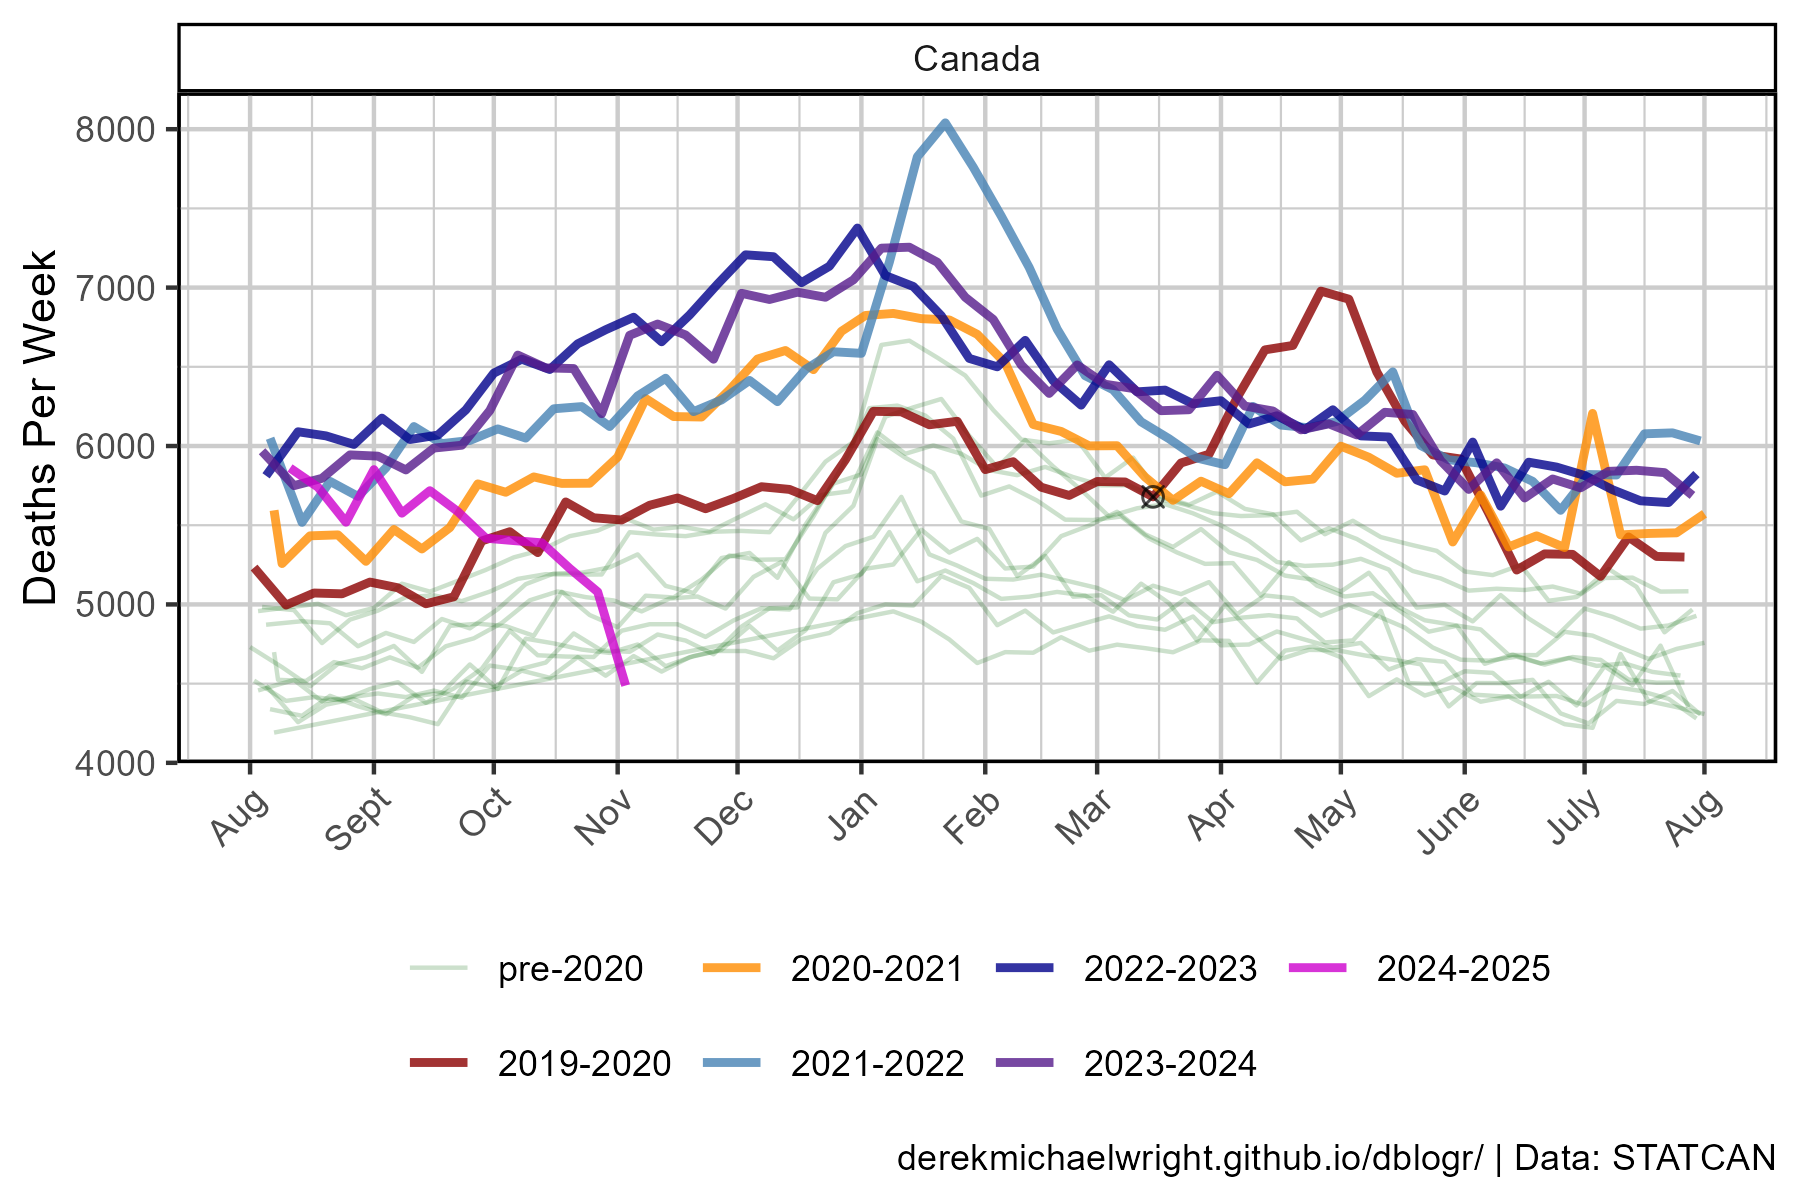 Canada
Deaths Per Week
8000
7000
6000
5000
4000
Aug Sept Oct Nov Dec Jan Feb Mar Apr May June July Aug
pre-2020 2020-2021 2022-2023 2024-2025
2019-2020 2021-2022 2023-2024
derekmichaelwright.github.io/dblogr/ | Data: STATCAN